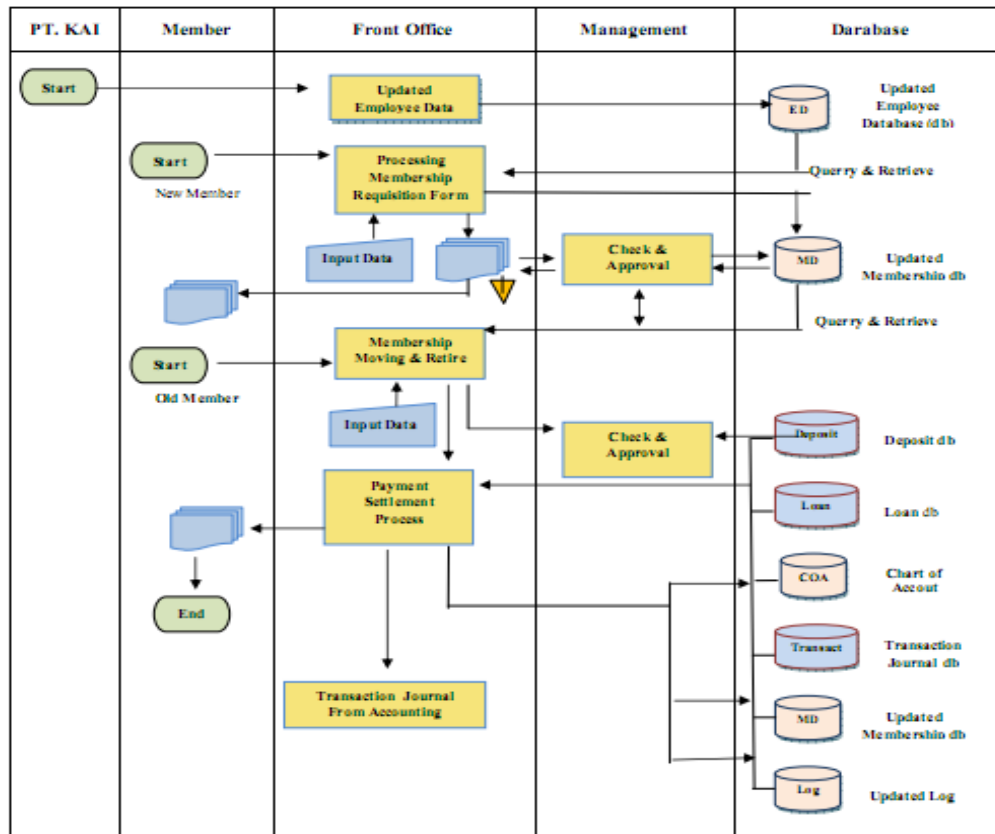 PT. KAI
Member
Front Office
Management
Darabase
Start
Updated
Employee Data
ED
Updated
Employee
Database (db)
Start
New Member
Processing
Membership
Requisition Form
Querry & Retrieve
Input Data
Check &
Approval
MD
Updated
Membershin db
Querry & Retrieve
Start
Old Member
Membership
Moving & Retire
Input Data
Check &
Approval
Deposit
Deposit db
Payment
Settlement
Process
Loan
Loan db
COA
Chart of
Accout
End
Transact
Transaction
Journal db
Transaction Journal
From Accounting
MD
Updated
Membershin db
Log
Updated Log